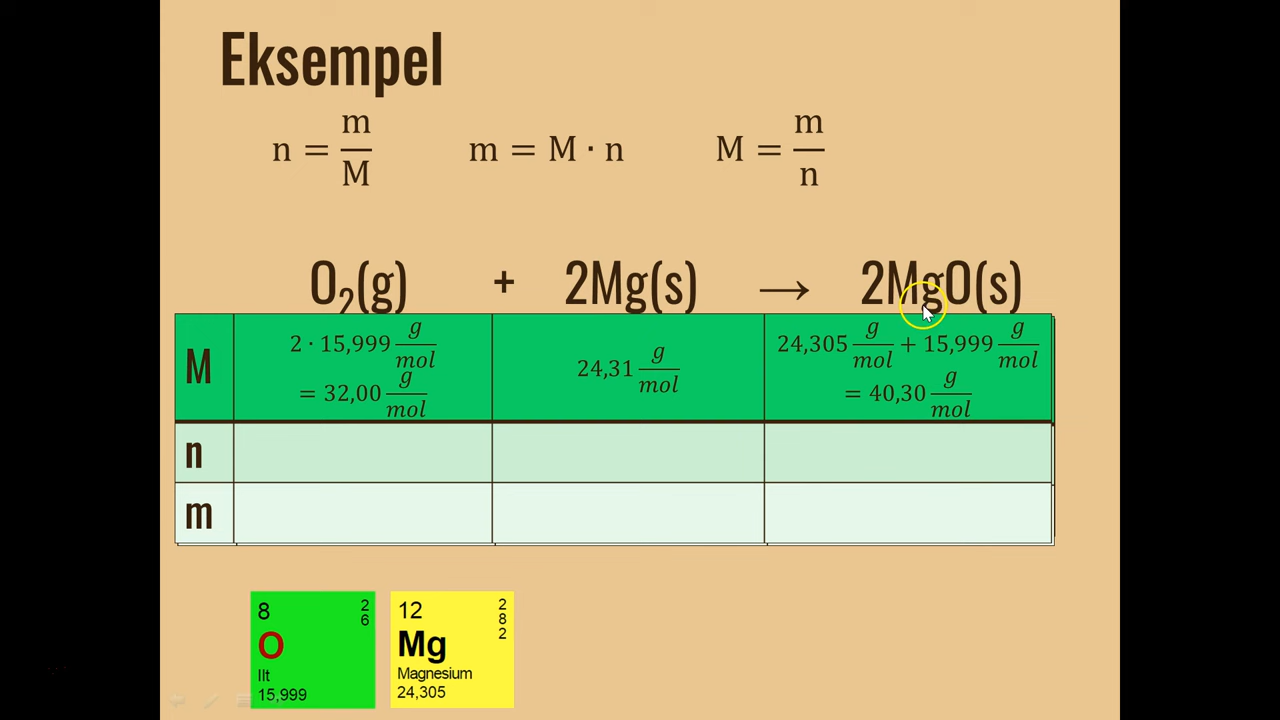 Eksempel
n = m/M m = M · n M = m/n
O₂(g) + 2Mg(s) → 2MgO(s)
M 2 · 15,999 g/mol = 32,00 g/mol 24,31 g/mol 24,305 g/mol + 15,999 g/mol = 40,30 g/mol
n
m
8 2 6
O
Ilt
15,999
12 2 8 2
Mg
Magnesium
24,305